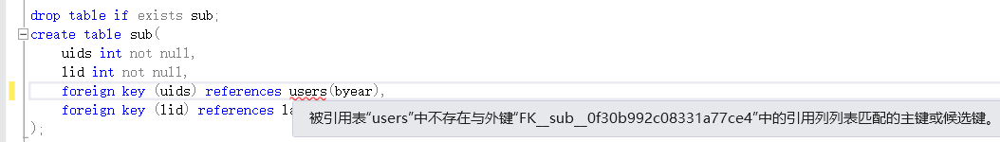 drop table if exists sub;
create table sub(
uids int not null,
lid int not null,
foreign key (uids) references users(byear),
foreign key (lid) references
被引用表“users”中不存在与外键“FK__sub__0f30b992c08331a77ce4”中的引用列列表匹配的主键或候选键。
);